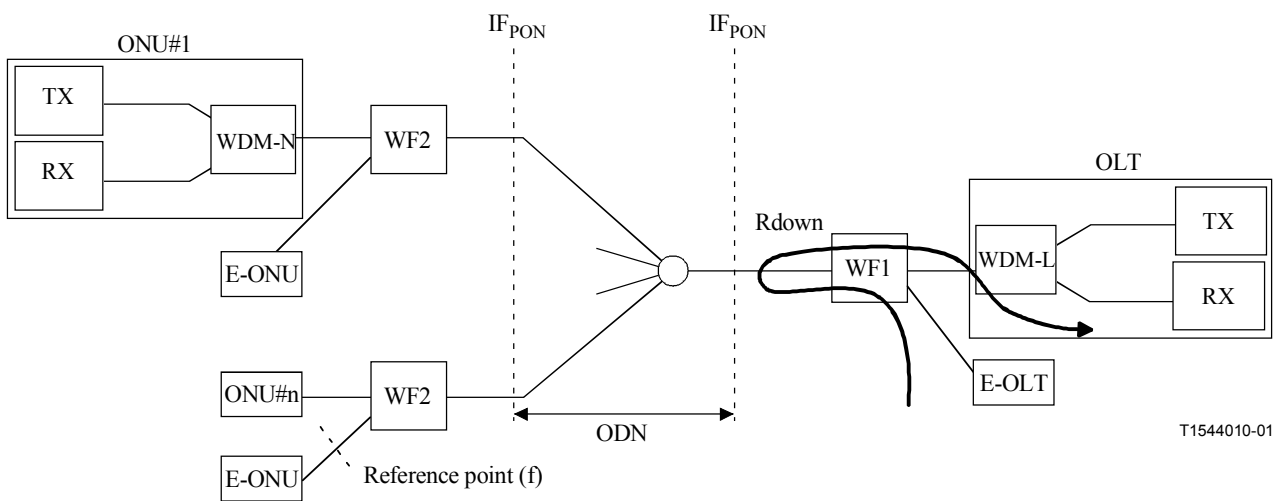 IFPON
IFPON
ONU#1
TX
RX
WDM-N
WF2
E-ONU
OLT
Rdown
WF1
WDM-L
TX
RX
E-OLT
ONU#n
WF2
E-ONU
ODN
Reference point (f)
T1544010-01